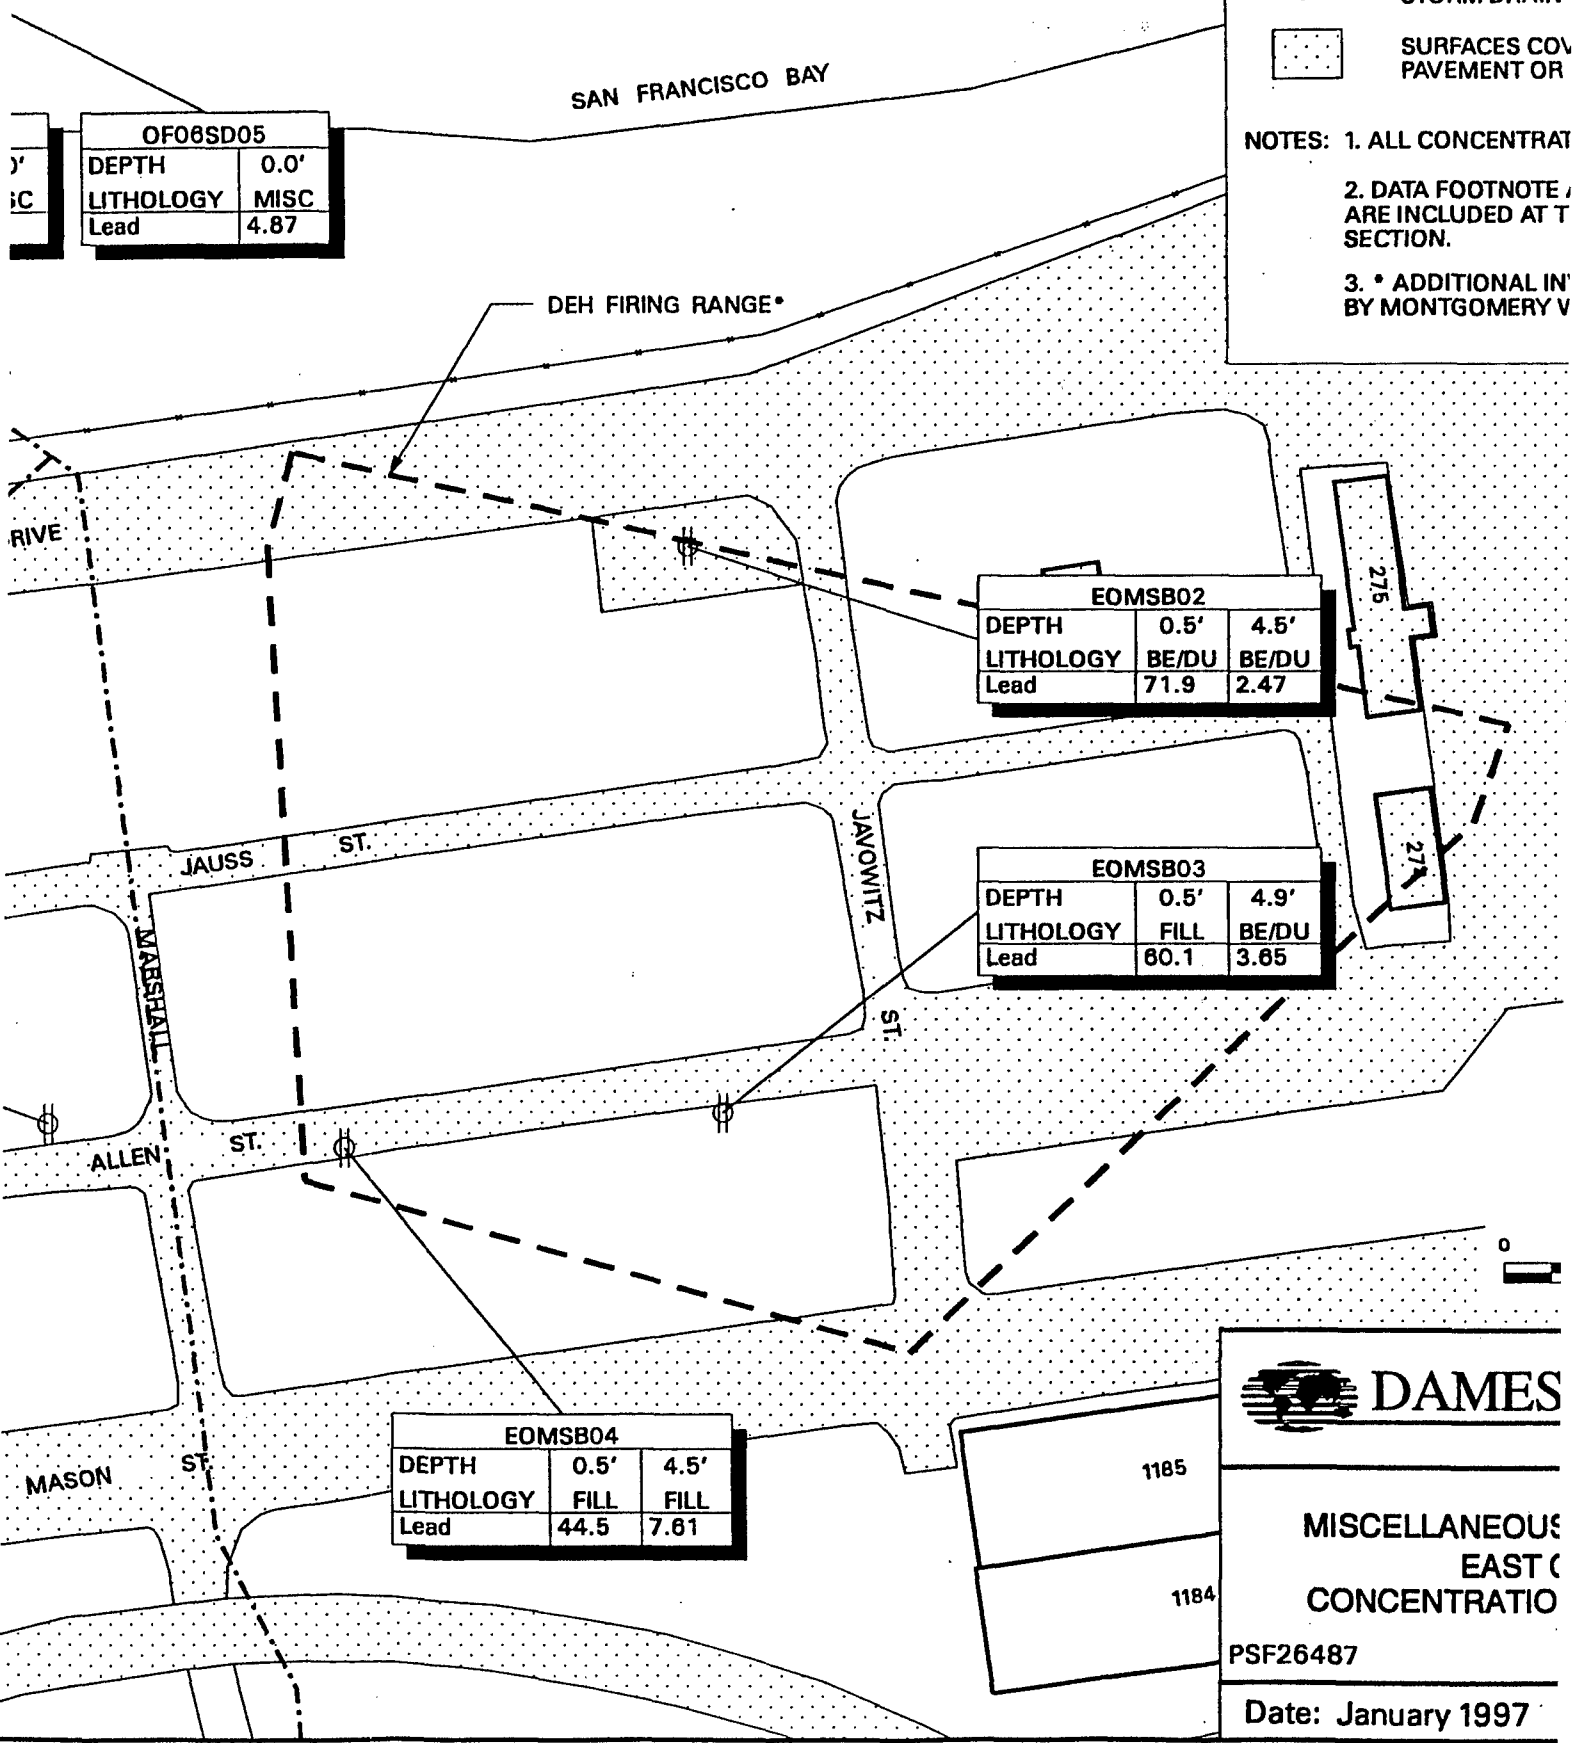 SURFACES COV
PAVEMENT OR
SAN FRANCISCO BAY
OF06SD05
DEPTH 0.0'
LITHOLOGY MISC
Lead 4.87
NOTES: 1. ALL CONCENTRAT
2. DATA FOOTNOTE
ARE INCLUDED AT T
SECTION.
3. * ADDITIONAL IN
BY MONTGOMERY
DEH FIRING RANGE*
RIVE
275
EOMSB02
DEPTH 0.5' 4.5'
LITHOLOGY BE/DU BE/DU
Lead 71.9 2.47
JAUSS ST.
JAVOWITZ ST.
EOMSB03
DEPTH 0.5' 4.9'
LITHOLOGY FILL BE/DU
Lead 60.1 3.65
MARSHALL
ALLEN ST.
0
EOMSB04
DEPTH 0.5' 4.5'
LITHOLOGY FILL FILL
Lead 44.5 7.61
MASON ST.
1185
1184
DAMES
MISCELLANEOUS
EAST
CONCENTRATIO
PSF26487
Date: January 1997